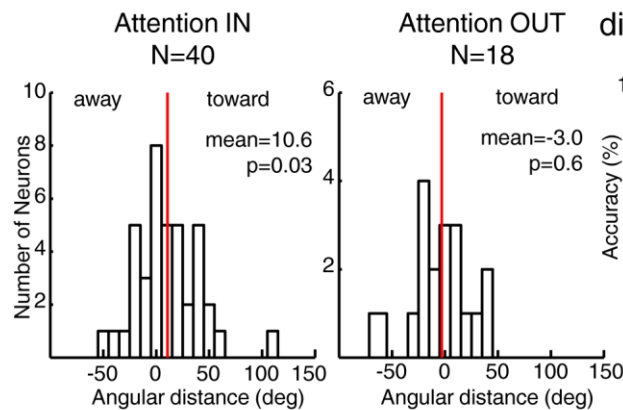 Attention IN
N=40
away
toward
mean=10.6
p=0.03
Number of Neurons
10
8
6
4
2
-50
0
50
100
150
Angular distance (deg)
Attention OUT
N=18
away
toward
mean=-3.0
p=0.6
6
4
2
-50
0
50
100
150
Angular distance (deg)
Accuracy (%)